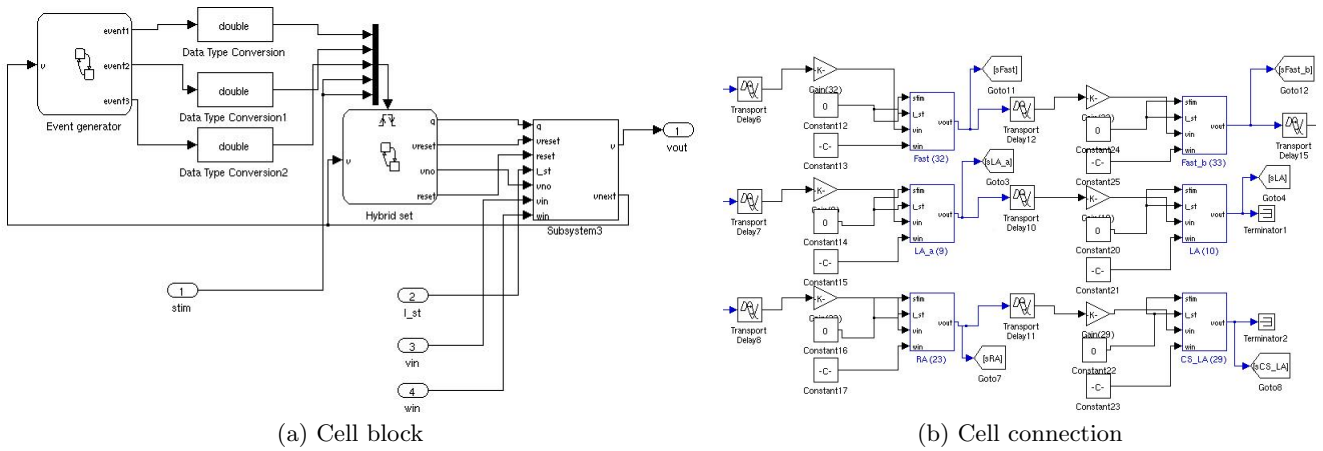 event1
event2
event3
v
Event generator
double
Data Type Conversion
double
Data Type Conversion1
double
Data Type Conversion2
v
q
vreset
vno
reset
Hybrid set
q
vreset
reset
I_st
vno
vin
win
v
vnext
Subsystem3
1
vout
1
stim
2
I_st
3
vin
4
win
(a) Cell block
Transport
Delay6
-K-
Gain(32)
0
Constant12
-C-
Constant13
stim
I_st
vin
win
vout
Fast (32)
[sFast]
Goto11
Transport
Delay12
-K-
0
Constant24
-C-
Constant25
stim
I_st
vin
win
vout
Fast_b (33)
[sFast_b]
Goto12
Transport
Delay15
Transport
Delay7
-K-
0
Constant14
-C-
Constant15
stim
I_st
vin
win
vout
LA_a (9)
[sLA_a]
Goto3
Transport
Delay10
-K-
0
Constant20
-C-
Constant21
stim
I_st
vin
win
vout
LA (10)
[sLA]
Goto4
Terminator1
Transport
Delay8
-K-
0
Constant16
-C-
Constant17
stim
I_st
vin
win
vout
RA (23)
[sRA]
Goto7
Transport
Delay11
-K-
Gain(29)
0
Constant22
-C-
Constant23
stim
I_st
vin
win
vout
CS_LA (29)
Terminator2
[sCS_LA]
Goto8
(b) Cell connection